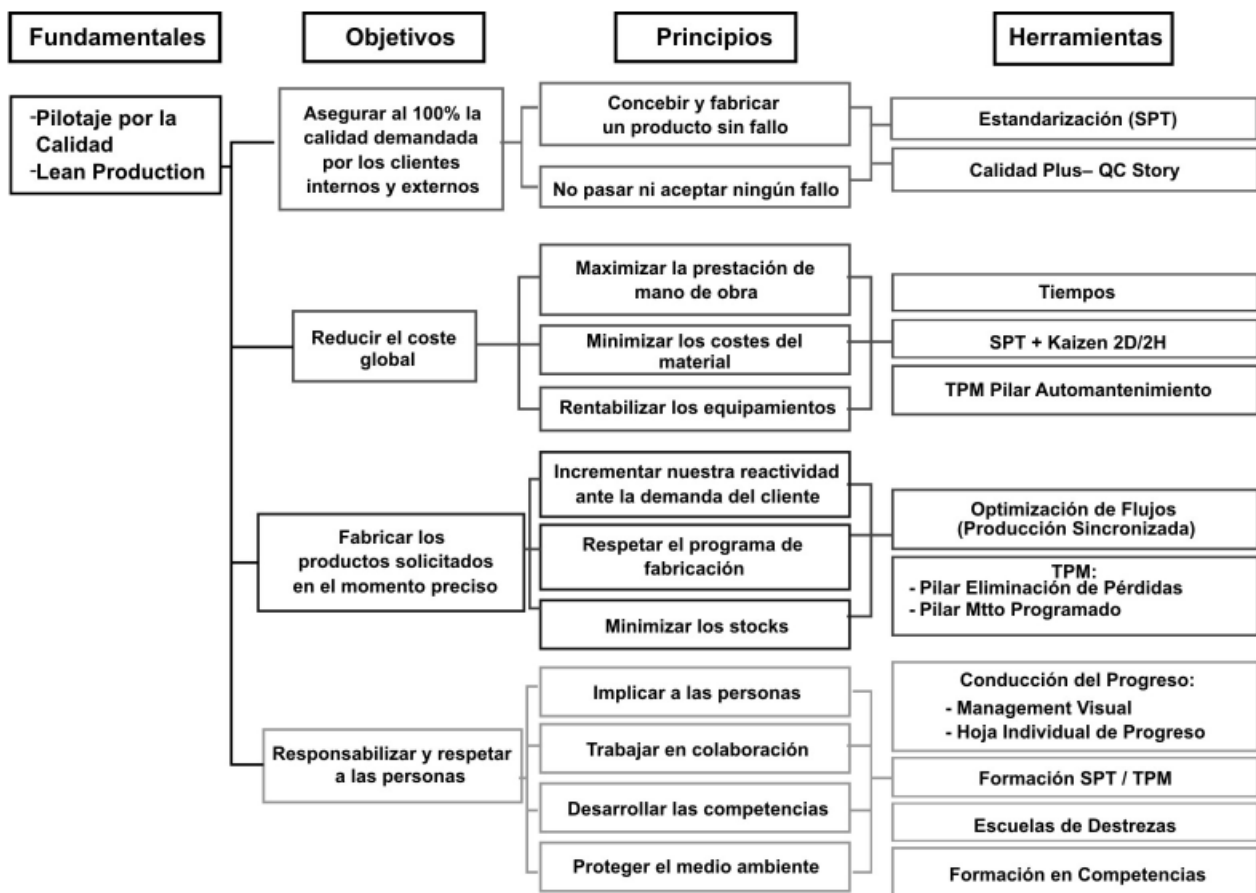 Fundamentales
Objetivos
Principios
Herramientas
-Pilotaje por la
Calidad
-Lean Production
Asegurar al 100% la
calidad demandada
por los clientes
internos y externos
Concebir y fabricar
un producto sin fallo
No pasar ni aceptar ningún fallo
Estandarización (SPT)
Calidad Plus– QC Story
Reducir el coste
global
Maximizar la prestación de
mano de obra
Minimizar los costes del
material
Rentabilizar los equipamientos
Tiempos
SPT + Kaizen 2D/2H
TPM Pilar Automantenimiento
Fabricar los
productos solicitados
en el momento preciso
Incrementar nuestra reactividad
ante la demanda del cliente
Respetar el programa de
fabricación
Minimizar los stocks
Optimización de Flujos
(Producción Sincronizada)
TPM:
- Pilar Eliminación de Pérdidas
- Pilar Mtto Programado
Responsabilizar y respetar
a las personas
Implicar a las personas
Trabajar en colaboración
Desarrollar las competencias
Proteger el medio ambiente
Conducción del Progreso:
- Management Visual
- Hoja Individual de Progreso
Formación SPT / TPM
Escuelas de Destrezas
Formación en Competencias